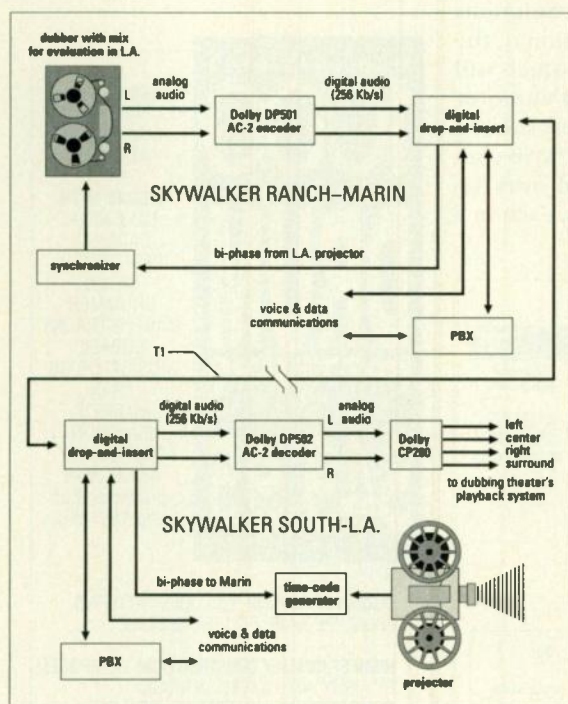 dubber with mix
for evaluation in L.A.
analog
audio
L
R
Dolby DP501
AC-2 encoder
digital audio
(256 Kb/s)
digital
drop-and-insert
SKYWALKER RANCH–MARIN
synchronizer
bi-phase from L.A. projector
voice & data
communications
PBX
T1
digital
drop-and-insert
digital audio
(256 Kb/s)
Dolby DP502
AC-2 decoder
L
analog
audio
R
Dolby
CP200
left
center
right
surround
to dubbing theater's
playback system
SKYWALKER SOUTH-L.A.
bi-phase to Marin
time-code
generator
voice & data
communications
PBX
projector